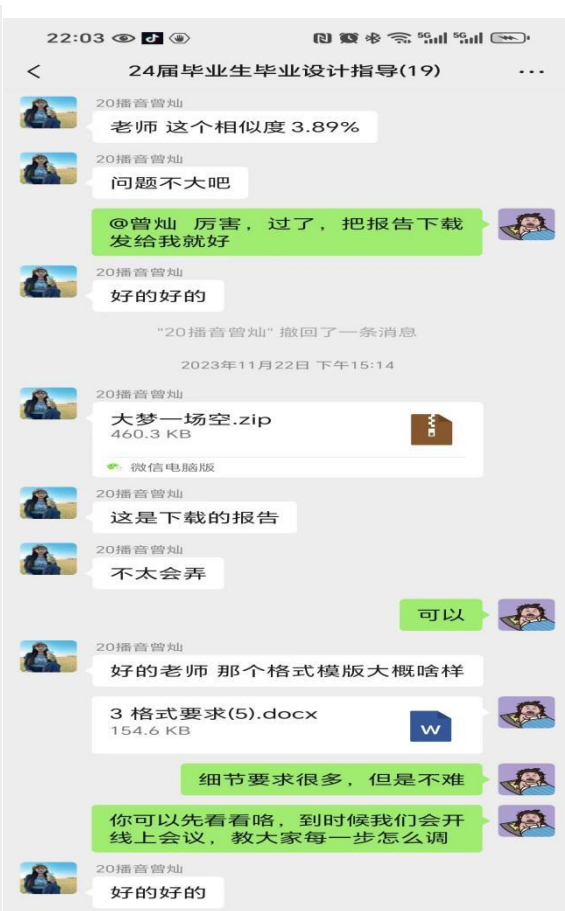 22:03
5G 5G
< 24届毕业生毕业设计指导(19) ...
20播音曾灿
老师 这个相似度 3.89%
20播音曾灿
问题不大吧
@曾灿 厉害，过了，把报告下载
发给我就好
20播音曾灿
好的好的
"20播音曾灿" 撤回了一条消息
2023年11月22日 下午15:14
20播音曾灿
大梦一场空.zip
460.3 KB
微信电脑版
20播音曾灿
这是下载的报告
20播音曾灿
不太会弄
可以
20播音曾灿
好的老师 那个格式模版大概啥样
3 格式要求(5).docx
154.6 KB
W
细节要求很多，但是不难
你可以先看看咯，到时候我们会开
线上会议，教大家每一步怎么调
20播音曾灿
好的好的